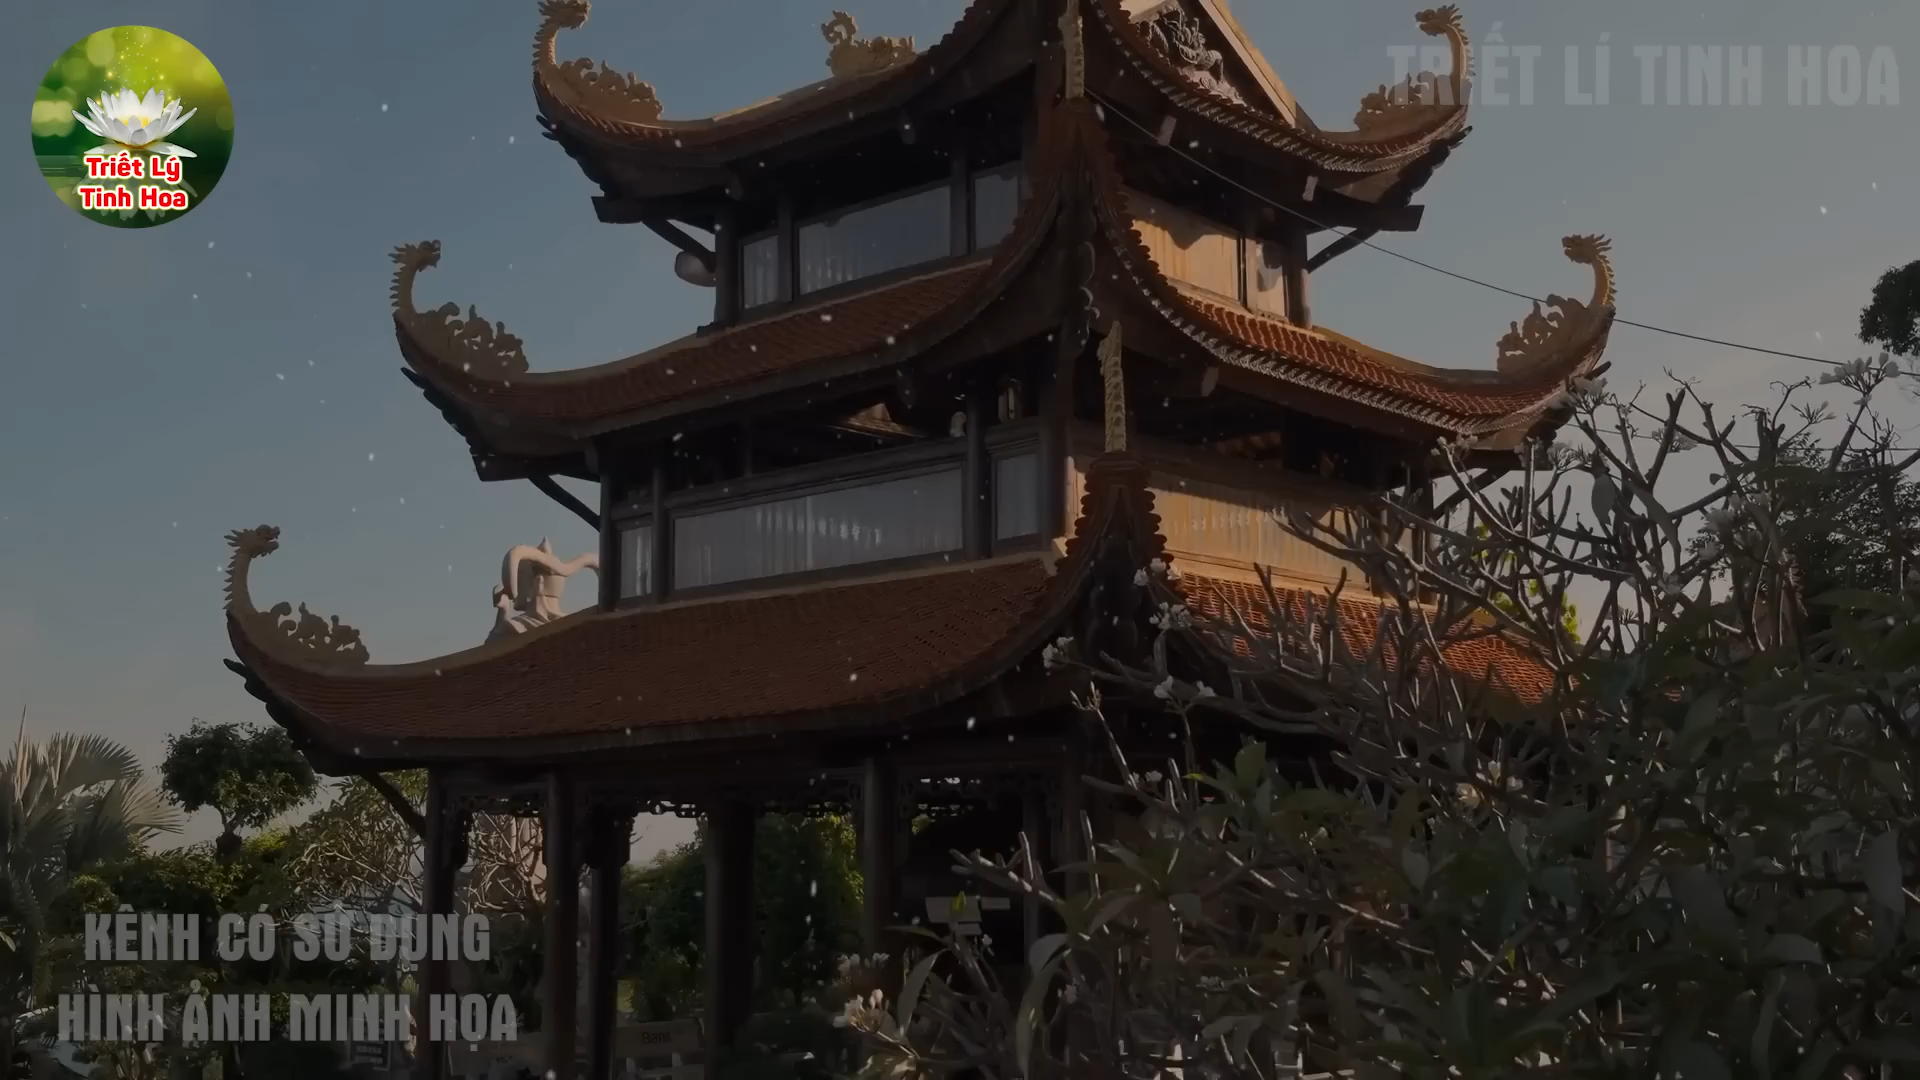 Triết Lý
Tinh Hoa
TRIẾT LÍ TINH HOA
KÊNH CÓ SỬ DỤNG
HÌNH ẢNH MINH HỌA